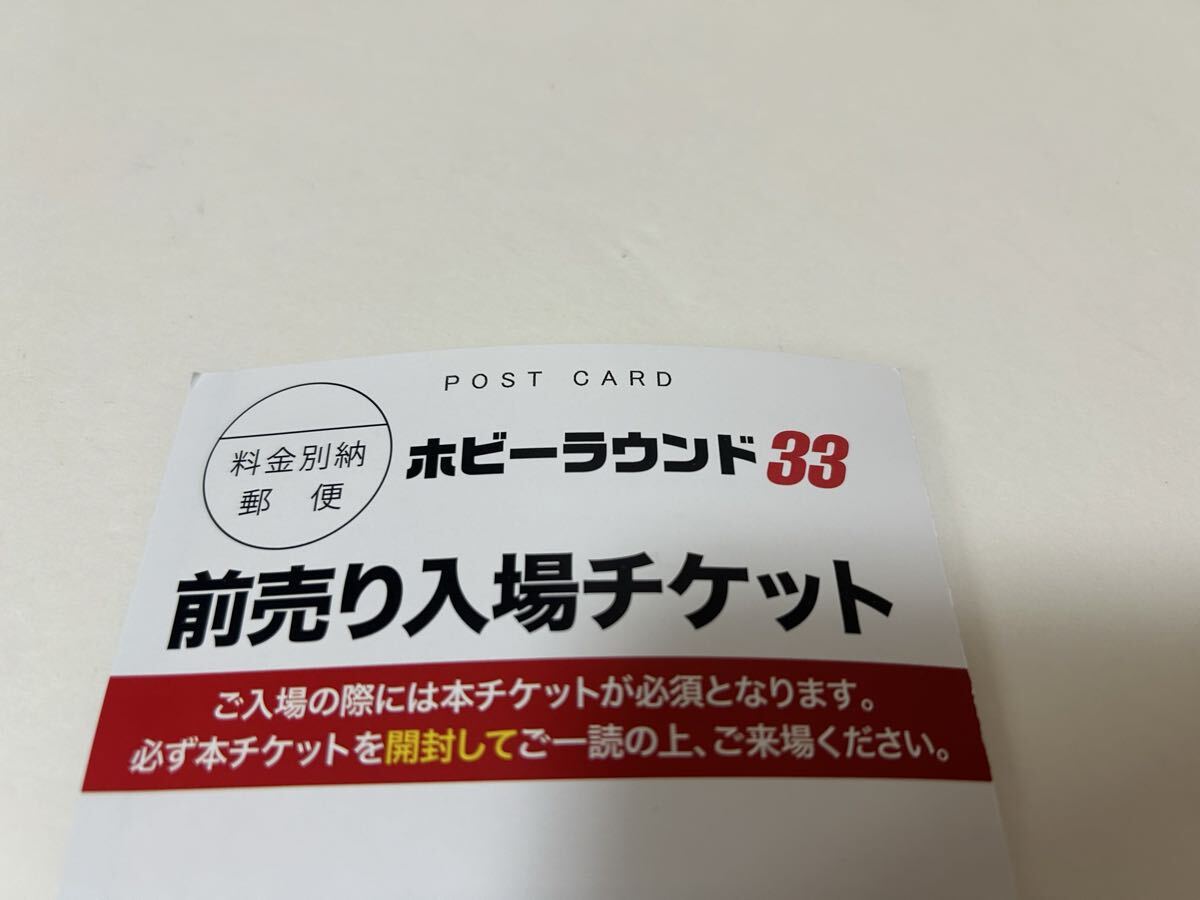 POST CARD
料金別納
郵 便
ホビーラウンド33
前売り入場チケット
ご入場の際には本チケットが必須となります。
必ず本チケットを開封してご一読の上、ご来場ください。